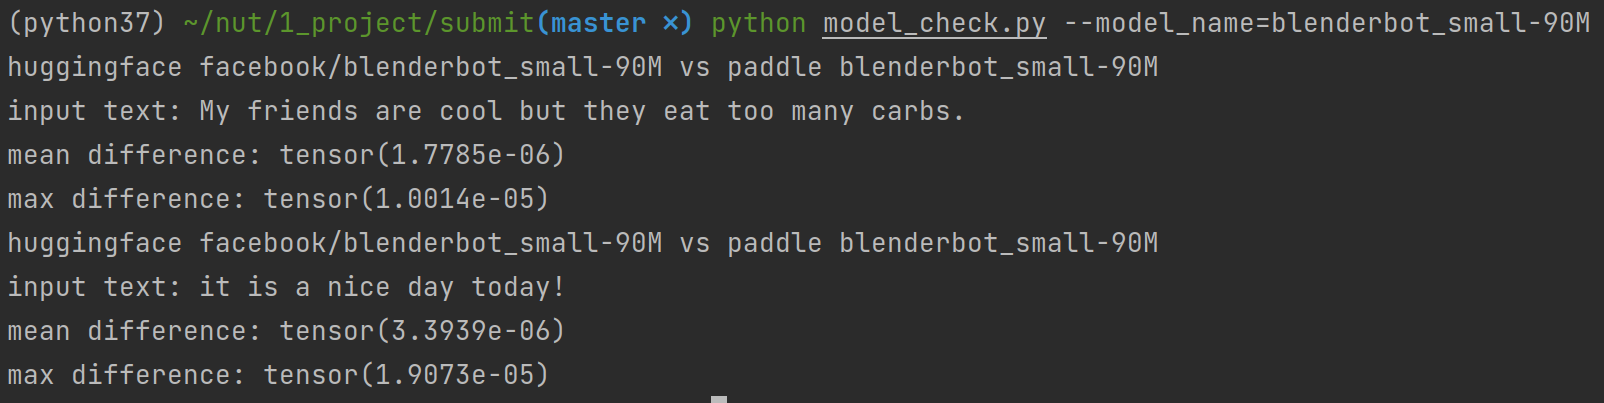 (python37) ~/nut/1_project/submit(master ×) python model_check.py --model_name=blenderbot_small-90M
huggingface facebook/blenderbot_small-90M vs paddle blenderbot_small-90M
input text: My friends are cool but they eat too many carbs.
mean difference: tensor(1.7785e-06)
max difference: tensor(1.0014e-05)
huggingface facebook/blenderbot_small-90M vs paddle blenderbot_small-90M
input text: it is a nice day today!
mean difference: tensor(3.3939e-06)
max difference: tensor(1.9073e-05)